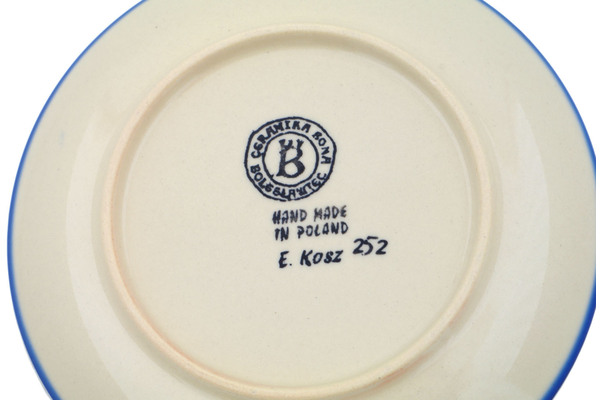 CERAMIKA BONA
B
BOLESŁAWIEC
HAND MADE
IN POLAND
E. Kosz 252